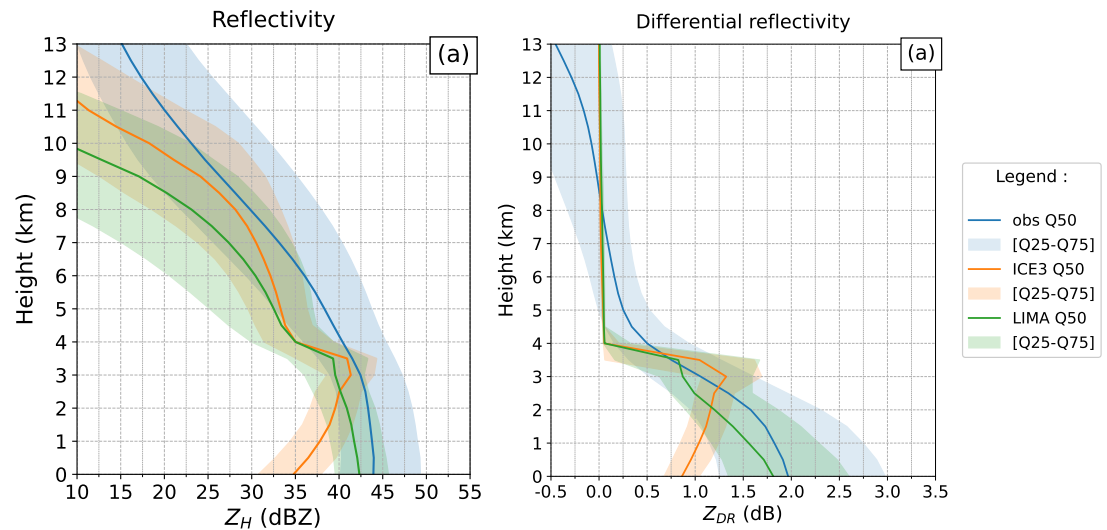 Reflectivity
(a)
13
12
11
10
9
8
7
6
5
4
3
2
1
0
Height (km)
10 15 20 25 30 35 40 45 50 55
Z_H (dBZ)
Differential reflectivity
(a)
13
12
11
10
9
8
7
6
5
4
3
2
1
0
Height (km)
-0.5 0.0 0.5 1.0 1.5 2.0 2.5 3.0 3.5
Z_DR (dB)
Legend :
obs Q50
[Q25-Q75]
ICE3 Q50
[Q25-Q75]
LIMA Q50
[Q25-Q75]